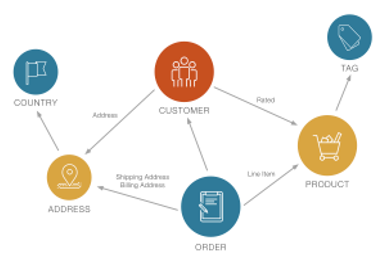 TAG
COUNTRY
CUSTOMER
Address
Rated
Shipping Address
Billing Address
Line Item
PRODUCT
ADDRESS
ORDER